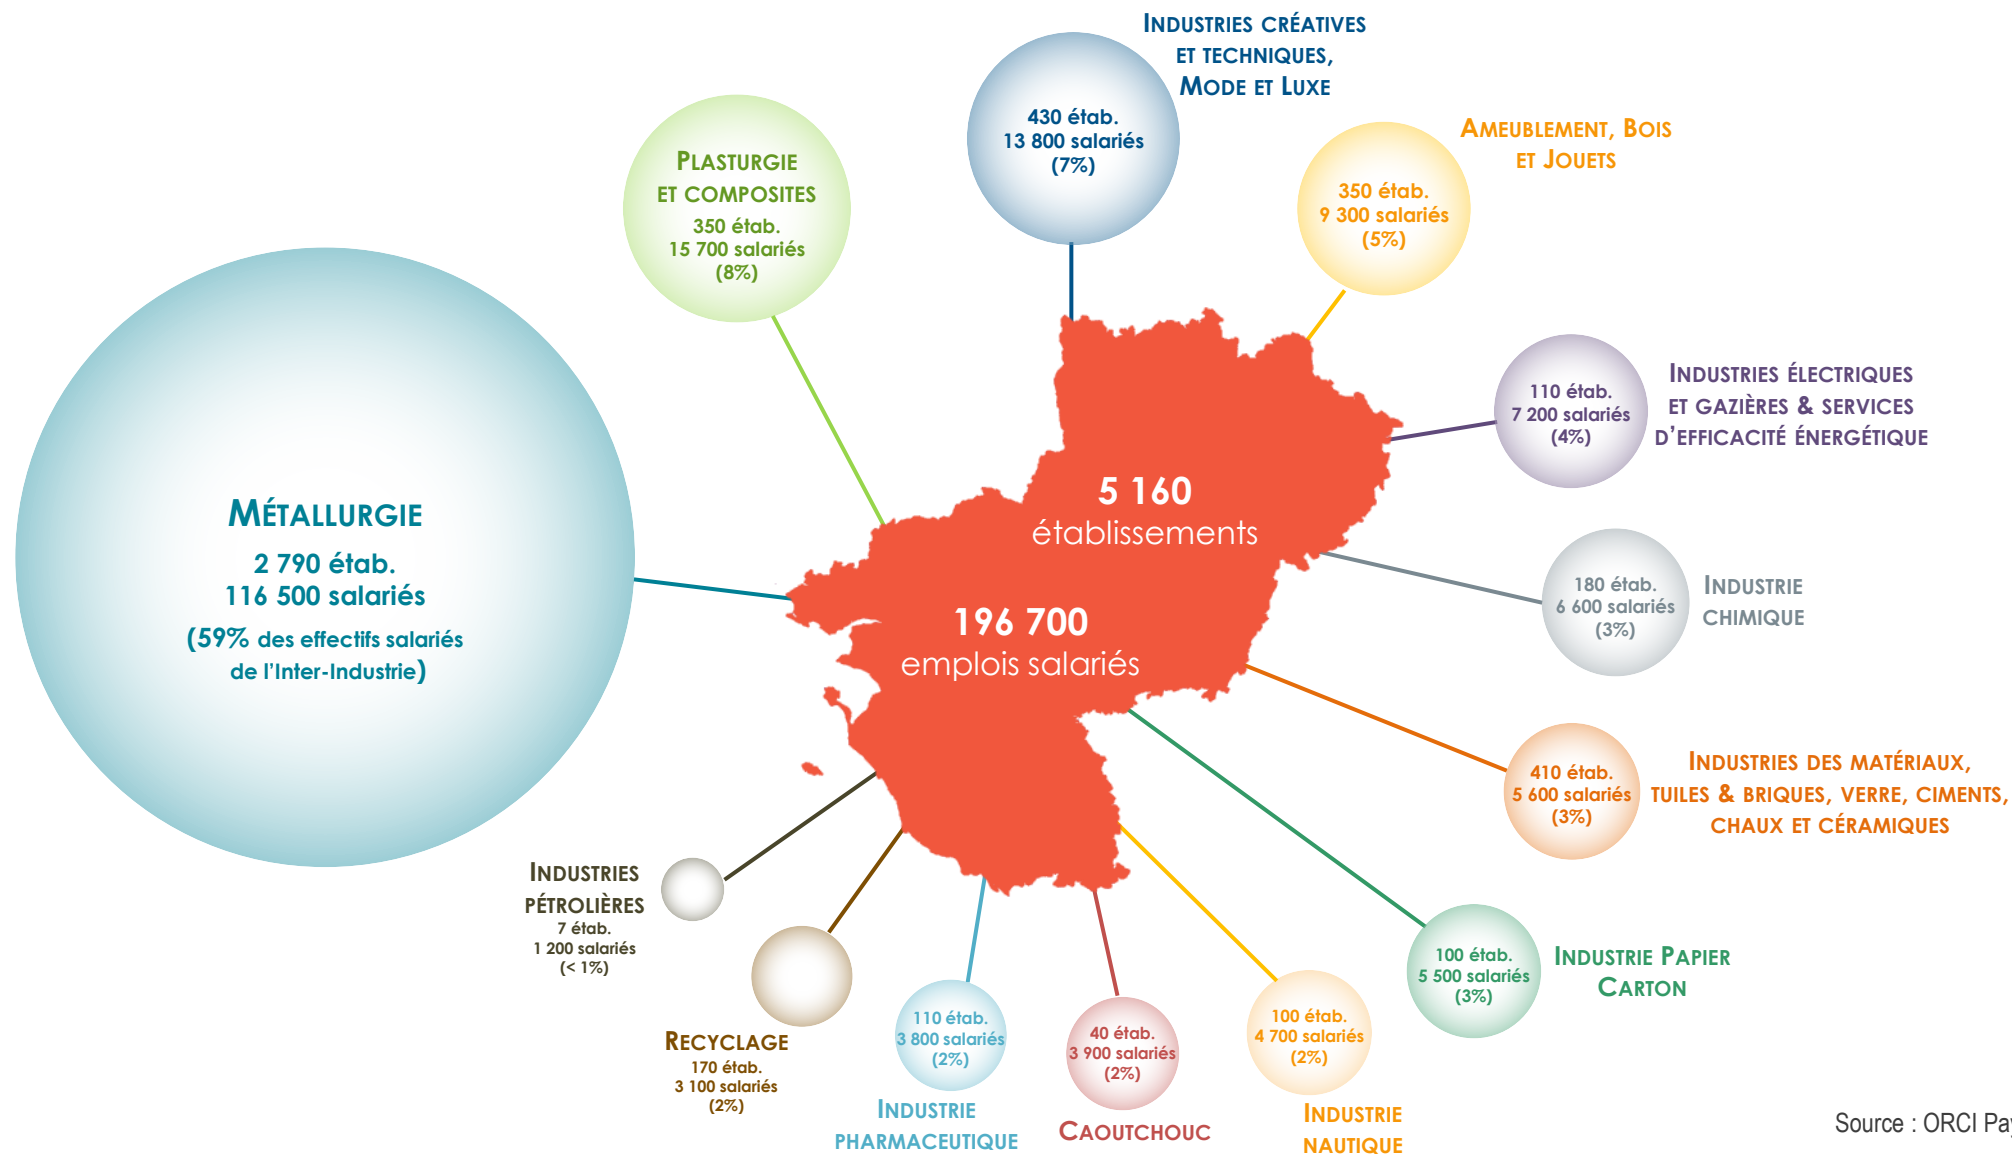 INDUSTRIES CRÉATIVES
ET TECHNIQUES,
MODE ET LUXE
430 étab.
13 800 salariés
(7%)
AMEUBLEMENT, BOIS
ET JOUETS
350 étab.
9 300 salariés
(5%)
PLASTURGIE
ET COMPOSITES
350 étab.
15 700 salariés
(8%)
INDUSTRIES ÉLECTRIQUES
ET GAZIÈRES & SERVICES
D'EFFICACITÉ ÉNERGÉTIQUE
110 étab.
7 200 salariés
(4%)
MÉTALLURGIE
2 790 étab.
116 500 salariés
(59% des effectifs salariés
de l'Inter-Industrie)
5 160
établissements
196 700
emplois salariés
180 étab.
6 600 salariés
(3%)
INDUSTRIE
CHIMIQUE
410 étab.
5 600 salariés
(3%)
INDUSTRIES DES MATÉRIAUX,
TUILES & BRIQUES, VERRE, CIMENTS,
CHAUX ET CÉRAMIQUES
INDUSTRIES
PÉTROLIÈRES
7 étab.
1 200 salariés
(< 1%)
100 étab.
5 500 salariés
(3%)
INDUSTRIE PAPIER
CARTON
RECYCLAGE
170 étab.
3 100 salariés
(2%)
110 étab.
3 800 salariés
(2%)
INDUSTRIE
PHARMACEUTIQUE
40 étab.
3 900 salariés
(2%)
CAOUTCHOUC
100 étab.
4 700 salariés
(2%)
INDUSTRIE
NAUTIQUE
Source : ORCI Pay